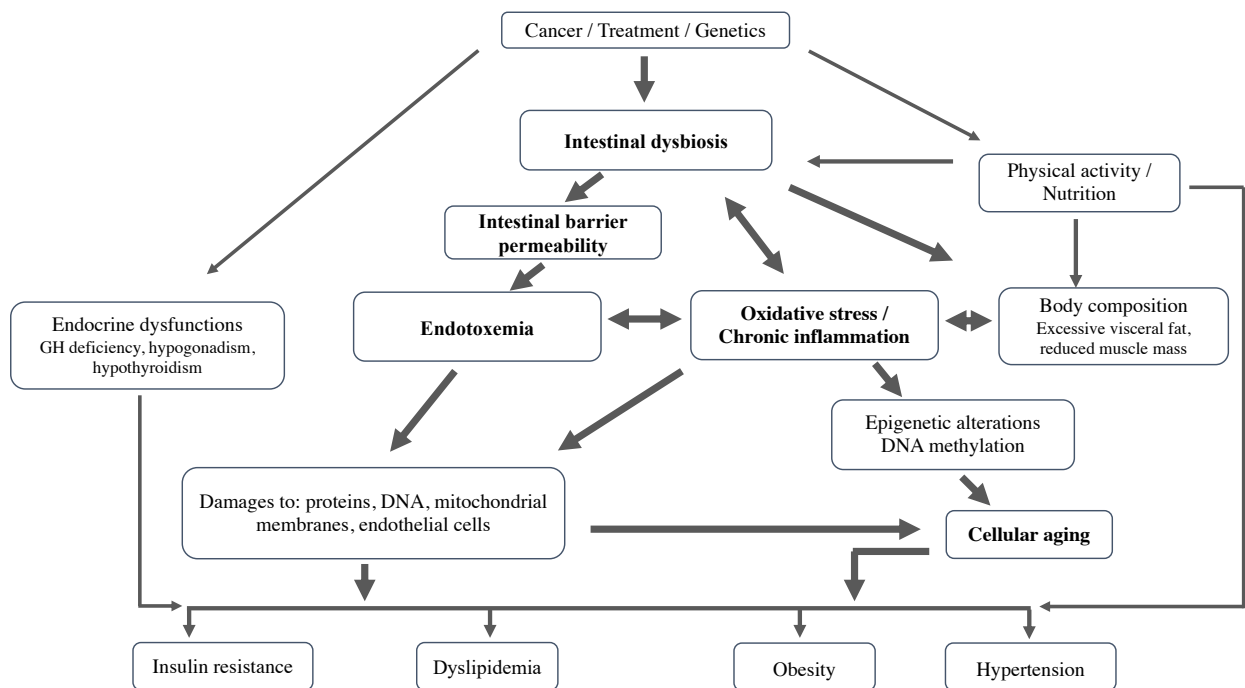 Cancer / Treatment / Genetics
Intestinal dysbiosis
Physical activity /
Nutrition
Intestinal barrier
permeability
Endocrine dysfunctions
GH deficiency, hypogonadism,
hypothyroidism
Endotoxemia
Oxidative stress /
Chronic inflammation
Body composition
Excessive visceral fat,
reduced muscle mass
Epigenetic alterations
DNA methylation
Damages to: proteins, DNA, mitochondrial
membranes, endothelial cells
Cellular aging
Insulin resistance
Dyslipidemia
Obesity
Hypertension